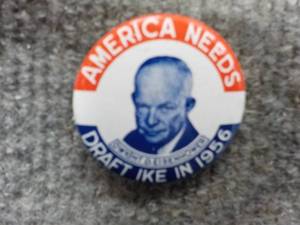 AMERICA NEEDS
DWIGHT D. EISENHOWER
DRAFT IKE IN 1956